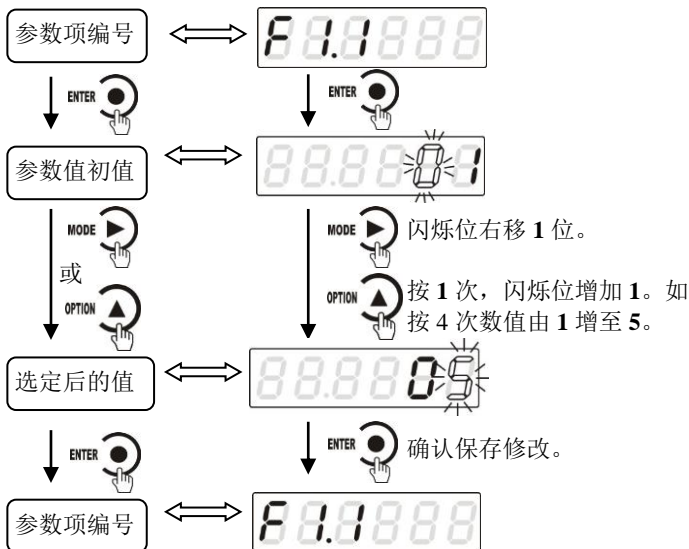 参数项编号
F1.1
ENTER
ENTER
参数值初值
01
MODE
MODE
闪烁位右移 1 位。
或
OPTION
OPTION
按 1 次，闪烁位增加 1。如
按 4 次数值由 1 增至 5。
选定后的值
05
ENTER
ENTER
确认保存修改。
参数项编号
F1.1